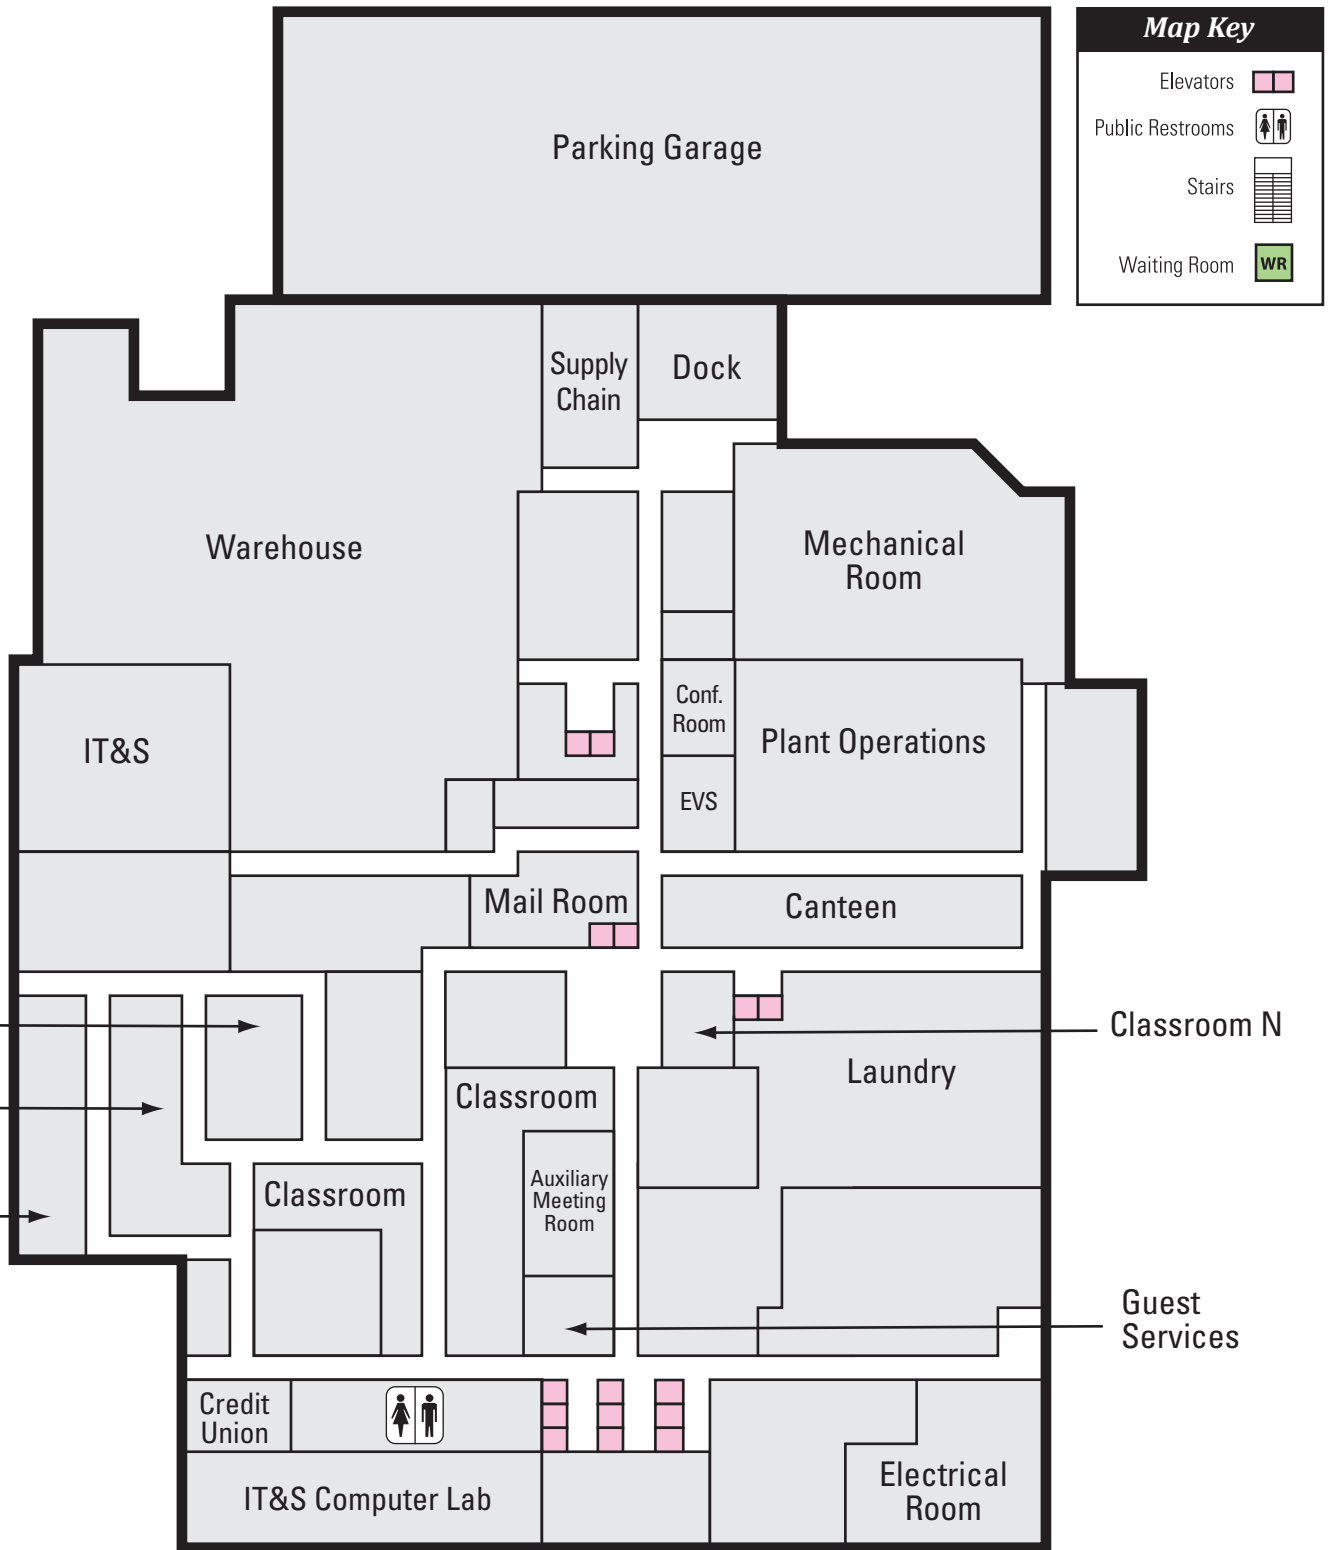 Map Key
Elevators
Public Restrooms
Stairs
Waiting Room
WR
Parking Garage
Supply
Chain
Dock
Warehouse
Mechanical
Room
IT&S
Conf.
Room
Plant Operations
EVS
Mail Room
Canteen
Classroom N
Laundry
Classroom
Auxiliary
Meeting
Room
Classroom
Guest
Services
Credit
Union
IT&S Computer Lab
Electrical
Room